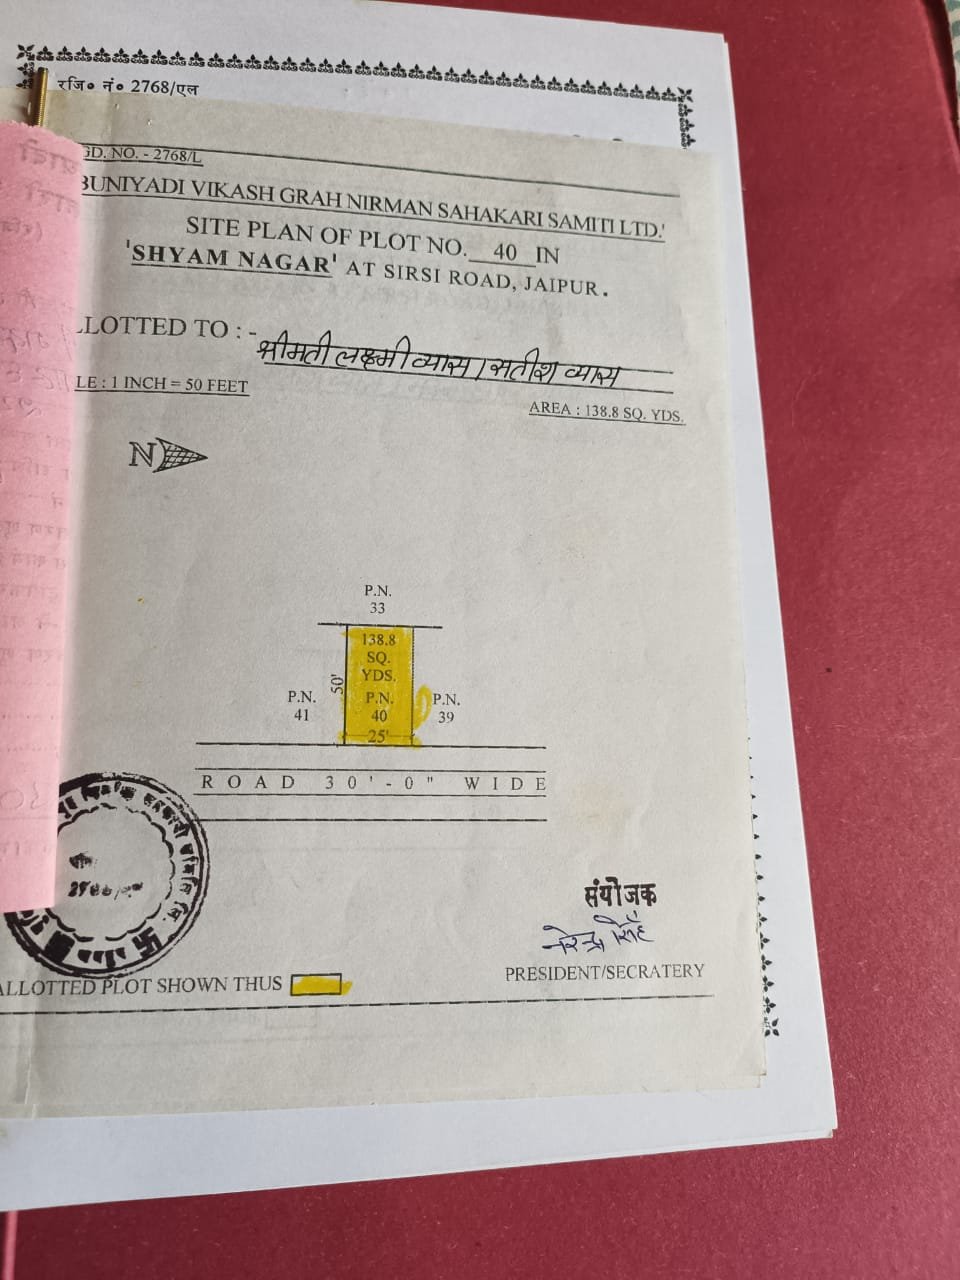 रजि० नं० 2768/एल
GD. NO. - 2768/L
BUNIYADI VIKASH GRAH NIRMAN SAHAKARI SAMITI LTD.'
SITE PLAN OF PLOT NO. 40 IN
'SHYAM NAGAR' AT SIRSI ROAD, JAIPUR.
LLOTTED TO : - श्रीमती लक्ष्मी व्यास / सतीश व्यास
LE : 1 INCH = 50 FEET
AREA : 138.8 SQ. YDS.
N
P.N.
33
138.8
SQ.
YDS.
50'
P.N.
41
P.N.
40
P.N.
39
25'
ROAD 30'-0" WIDE
संयोजक
नरेन्द्र सिंह
PRESIDENT/SECRATERY
ALLOTTED PLOT SHOWN THUS